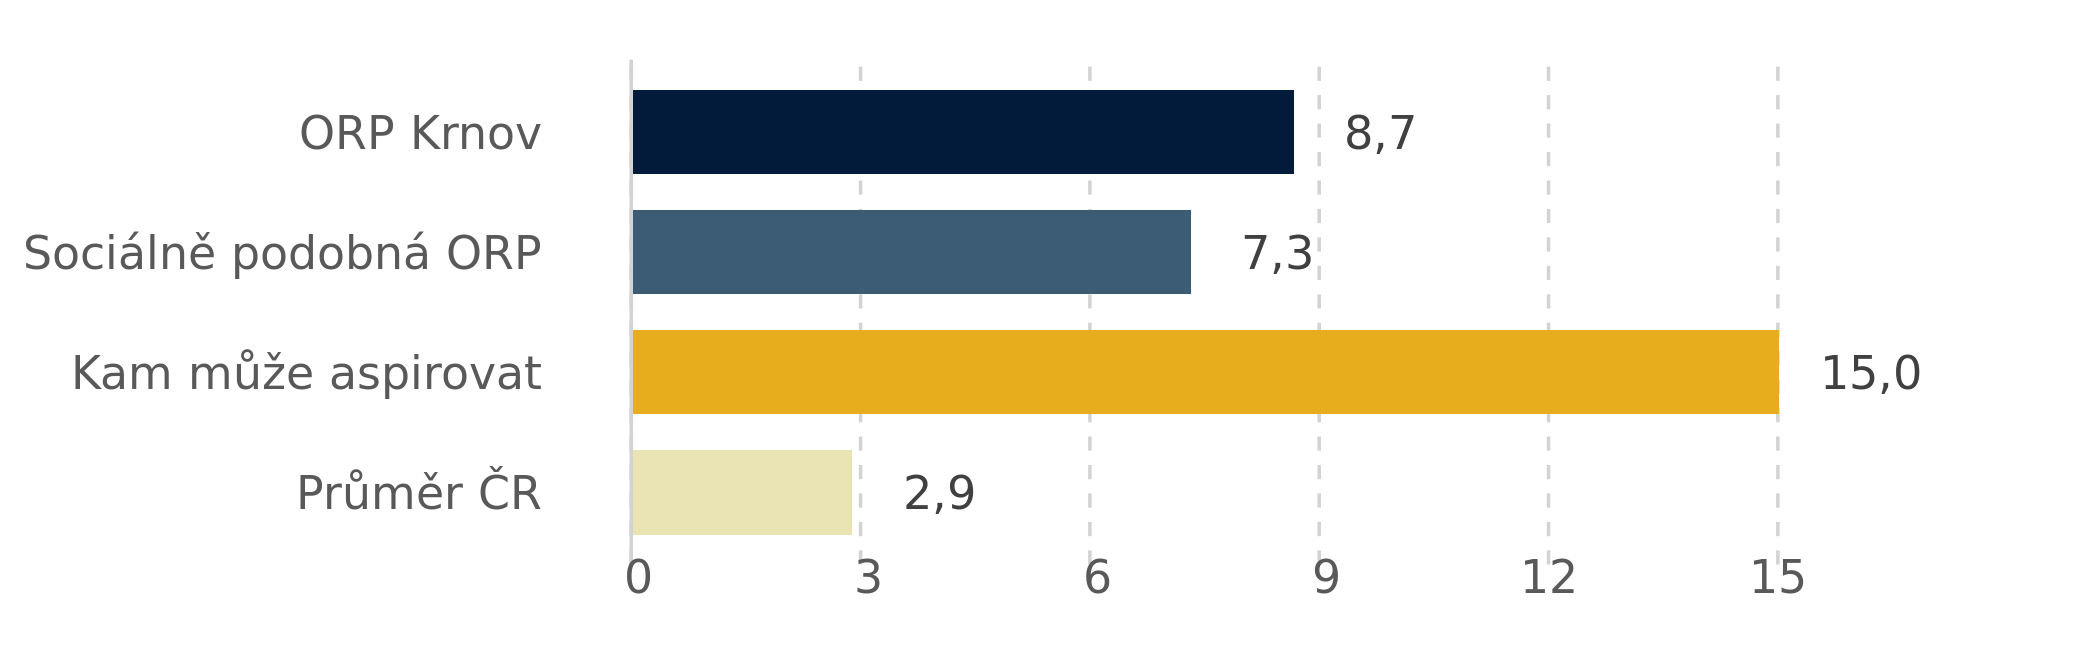 ORP Krnov 8,7
Sociálně podobná ORP 7,3
Kam může aspirovat 15,0
Průměr ČR 2,9
0 3 6 9 12 15